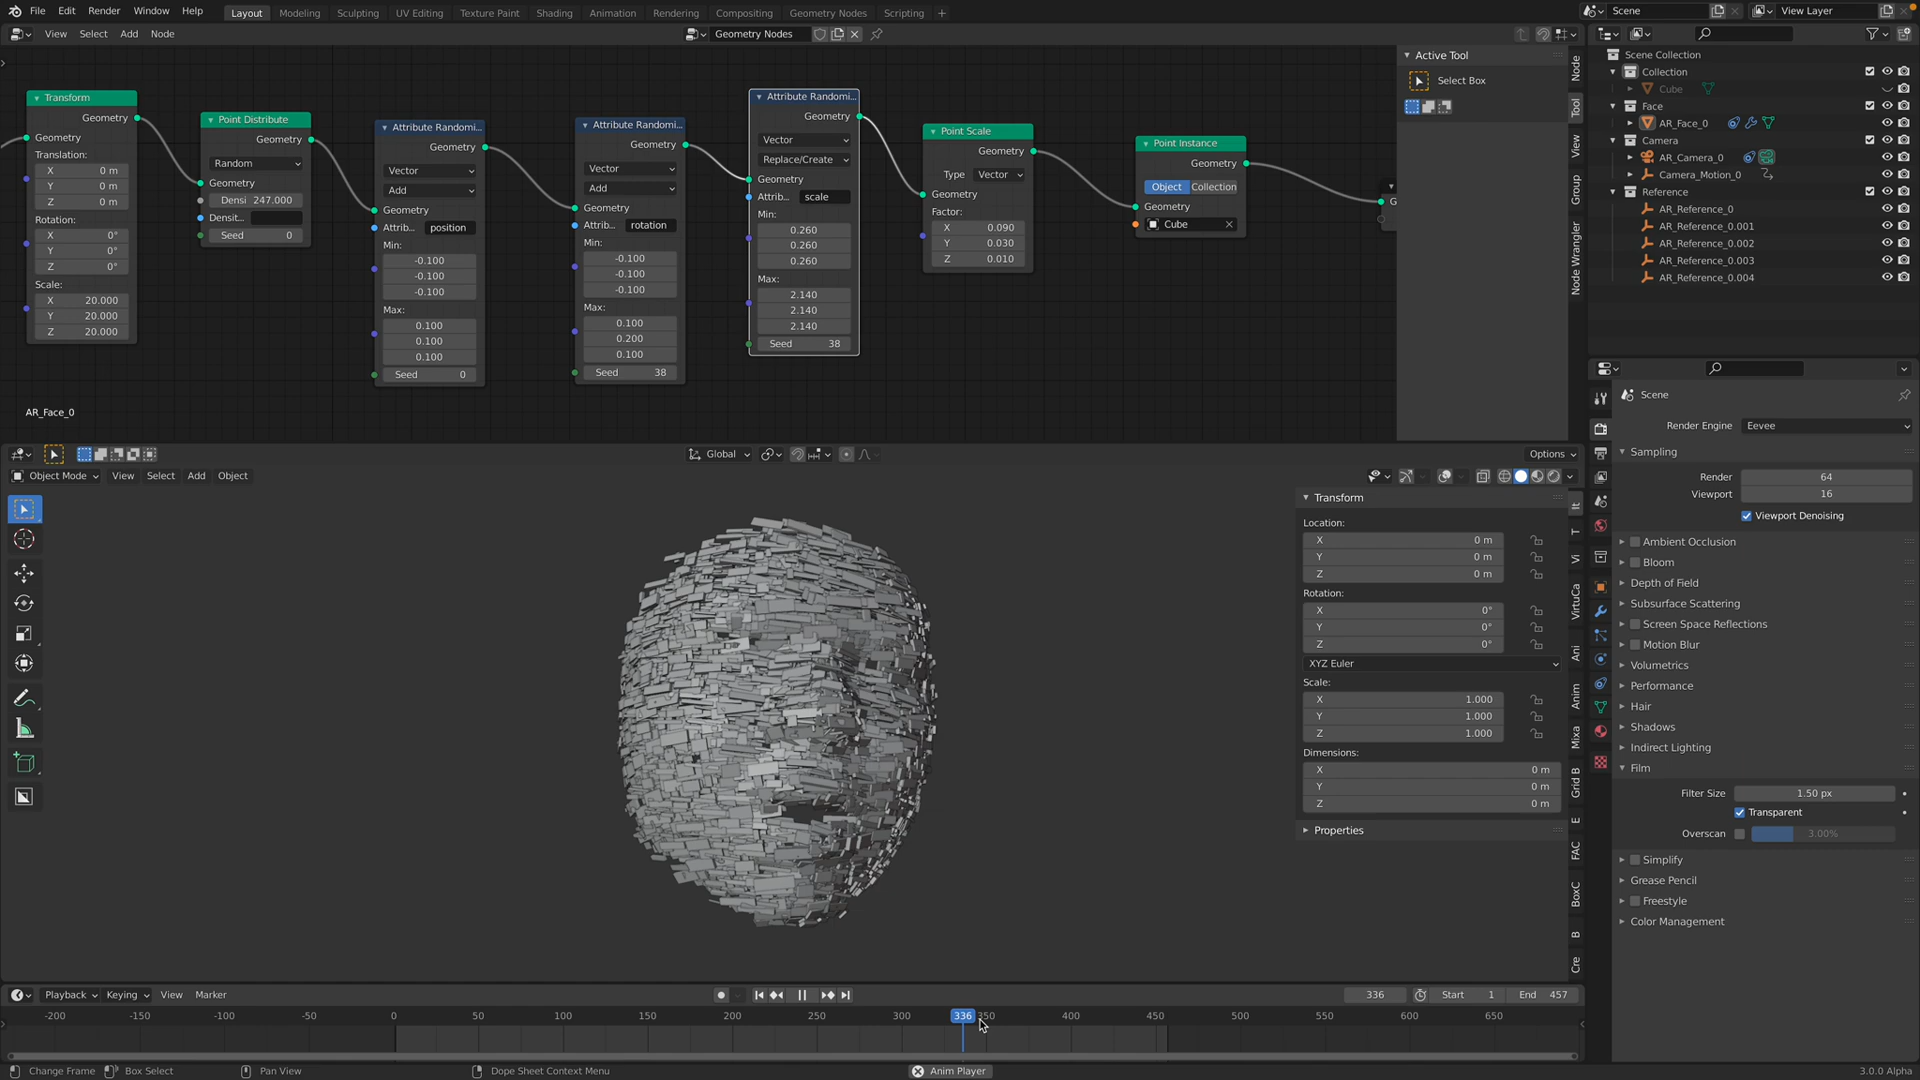 File Edit Render Window Help Layout Modeling Sculpting UV Editing Texture Paint Shading Animation Rendering Compositing Geometry Nodes Scripting + Scene View Layer
View Select Add Node Geometry Nodes
Transform
Geometry
Geometry
Translation:
X 0 m
Y 0 m
Z 0 m
Rotation:
X 0°
Y 0°
Z 0°
Scale:
X 20.000
Y 20.000
Z 20.000
Point Distribute
Geometry
Random
Geometry
Densi 247.000
Densit...
Seed 0
Attribute Randomi...
Geometry
Vector
Add
Geometry
Attrib... position
Min:
-0.100
-0.100
-0.100
Max:
0.100
0.100
0.100
Seed 0
Attribute Randomi...
Geometry
Vector
Add
Geometry
Attrib... rotation
Min:
-0.100
-0.100
-0.100
Max:
0.100
0.200
0.100
Seed 38
Attribute Randomi...
Geometry
Vector
Replace/Create
Geometry
Attrib... scale
Min:
0.260
0.260
0.260
Max:
2.140
2.140
2.140
Seed 38
Point Scale
Geometry
Type Vector
Geometry
Factor:
X 0.090
Y 0.030
Z 0.010
Point Instance
Geometry
Object Collection
Geometry
Cube
G
AR_Face_0
Active Tool
Select Box
Node
Tool
View
Group
Node Wrangler
Scene Collection
Collection
Cube
Face
AR_Face_0
Camera
AR_Camera_0
Camera_Motion_0
Reference
AR_Reference_0
AR_Reference_0.001
AR_Reference_0.002
AR_Reference_0.003
AR_Reference_0.004
Global Options
Object Mode View Select Add Object
Transform
Location:
X 0 m
Y 0 m
Z 0 m
Rotation:
X 0°
Y 0°
Z 0°
XYZ Euler
Scale:
X 1.000
Y 1.000
Z 1.000
Dimensions:
X 0 m
Y 0 m
Z 0 m
Properties
It
T
Vi
VirtuCa
Ani
Anim
Mixa
Grid B
E
FAC
BoxC
B
Cre
Scene
Render Engine Eevee
Sampling
Render 64
Viewport 16
Viewport Denoising
Ambient Occlusion
Bloom
Depth of Field
Subsurface Scattering
Screen Space Reflections
Motion Blur
Volumetrics
Performance
Hair
Shadows
Indirect Lighting
Film
Filter Size 1.50 px
Transparent
Overscan 3.00%
Simplify
Grease Pencil
Freestyle
Color Management
Playback Keying View Marker 336 Start 1 End 457
-200 -150 -100 -50 0 50 100 150 200 250 300 336 350 400 450 500 550 600 650
Change Frame Box Select Pan View Dope Sheet Context Menu Anim Player 3.0.0 Alpha